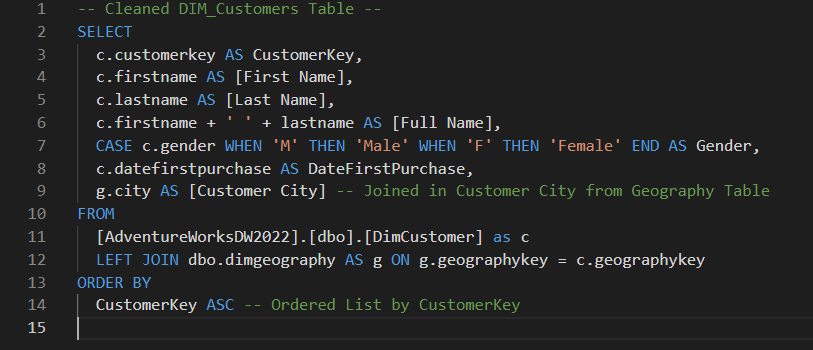 1 -- Cleaned DIM_Customers Table --
2 SELECT
3 c.customerkey AS CustomerKey,
4 c.firstname AS [First Name],
5 c.lastname AS [Last Name],
6 c.firstname + ' ' + lastname AS [Full Name],
7 CASE c.gender WHEN 'M' THEN 'Male' WHEN 'F' THEN 'Female' END AS Gender,
8 c.datefirstpurchase AS DateFirstPurchase,
9 g.city AS [Customer City] -- Joined in Customer City from Geography Table
10 FROM
11 [AdventureWorksDW2022].[dbo].[DimCustomer] as c
12 LEFT JOIN dbo.dimgeography AS g ON g.geographykey = c.geographykey
13 ORDER BY
14 CustomerKey ASC -- Ordered List by CustomerKey
15